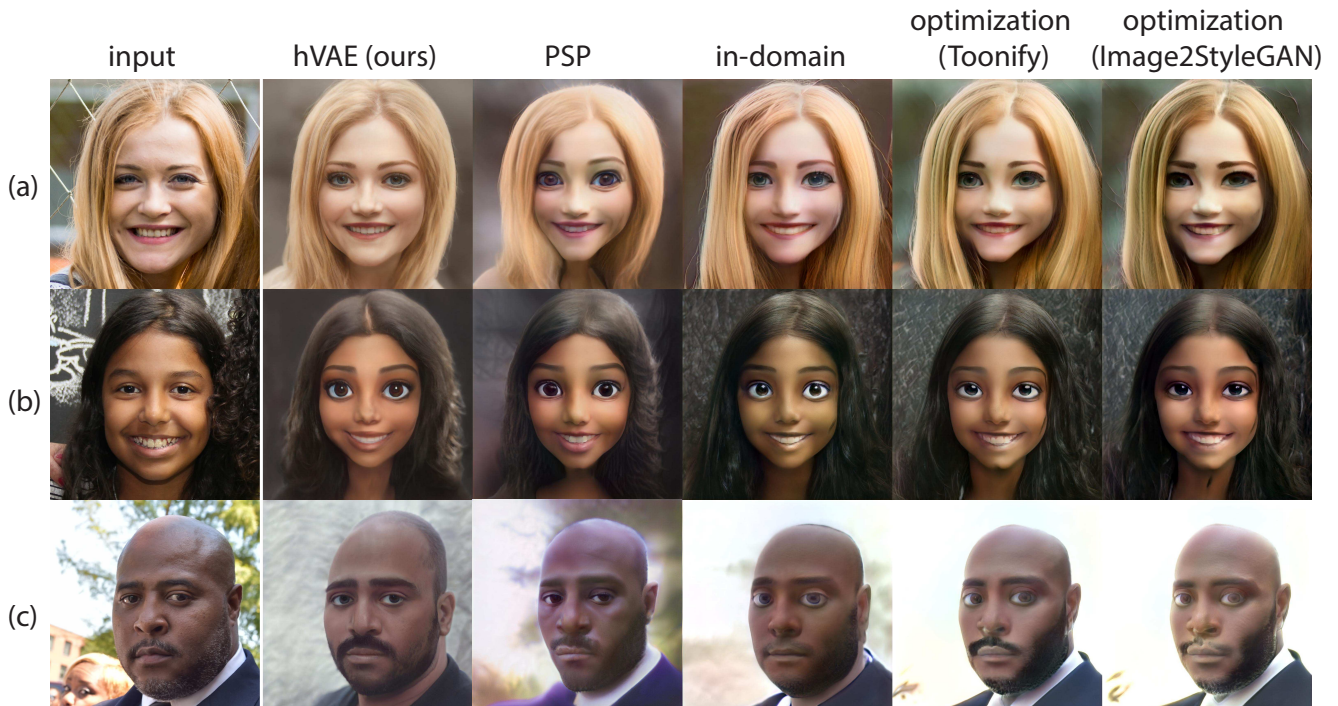 input
hVAE (ours)
PSP
in-domain
optimization
(Toonify)
optimization
(Image2StyleGAN)
(a)
(b)
(c)